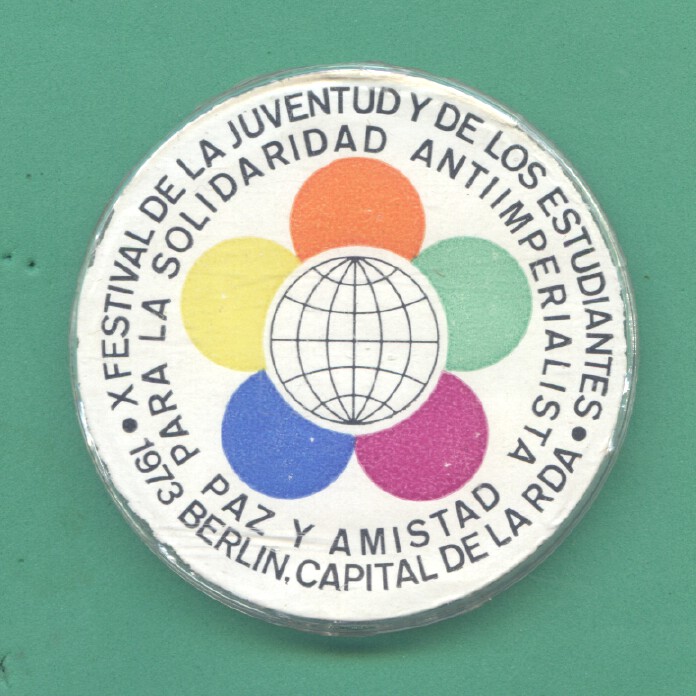 X FESTIVAL DE LA JUVENTUD Y DE LOS ESTUDIANTES
PARA LA SOLIDARIDAD ANTIIMPERIALISTA
PAZ Y AMISTAD
• 1973 BERLIN, CAPITAL DE LA RDA •